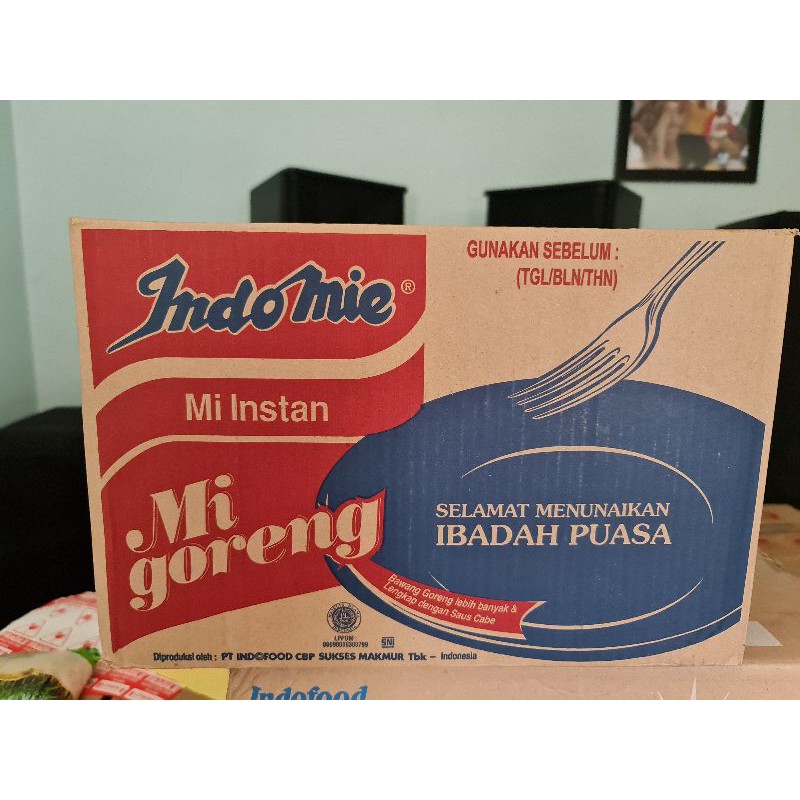 IndoMie®
Mi Instan
Mi
goreng
GUNAKAN SEBELUM :
(TGL/BLN/THN)
SELAMAT MENUNAIKAN
IBADAH PUASA
Bawang Goreng lebih banyak &
Lengkap dengan Saus Cabe
LPPOM
SNI
Diproduksi oleh : PT INDOFOOD CBP SUKSES MAKMUR Tbk – Indonesia
Indofood